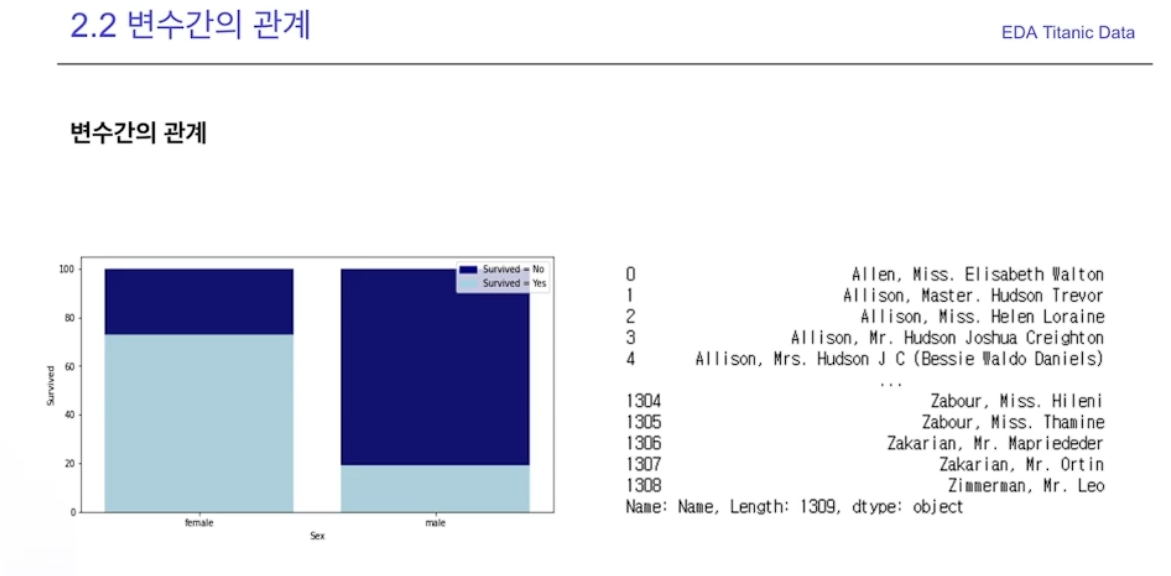 2.2 변수간의 관계
EDA Titanic Data
변수간의 관계
Survived = No
Survived = Yes
100
80
60
40
20
0
Survived
female
male
Sex
0 Allen, Miss. Elisabeth Walton
1 Allison, Master. Hudson Trevor
2 Allison, Miss. Helen Loraine
3 Allison, Mr. Hudson Joshua Creighton
4 Allison, Mrs. Hudson J C (Bessie Waldo Daniels)
...
1304 Zabour, Miss. Hileni
1305 Zabour, Miss. Thamine
1306 Zakarian, Mr. Mapriededer
1307 Zakarian, Mr. Ortin
1308 Zimmerman, Mr. Leo
Name: Name, Length: 1309, dtype: object